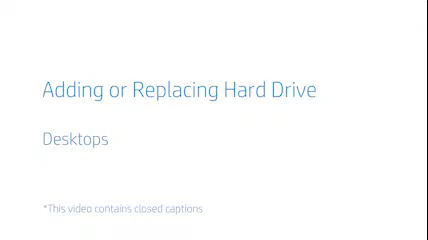 Adding or Replacing Hard Drive
Desktops
*This video contains closed captions